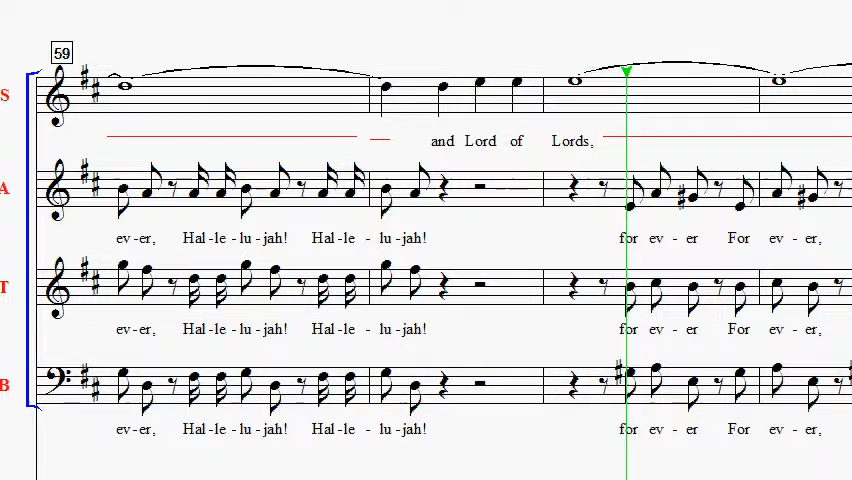 59
S
and Lord of Lords,
A
ev-er, Hal-le-lu-jah! Hal-le - lu-jah! for ev - er For ev - er,
T
ev-er, Hal-le-lu-jah! Hal-le - lu-jah! for ev - er For ev - er,
B
ev-er, Hal-le-lu-jah! Hal-le - lu-jah! for ev - er For ev - er,